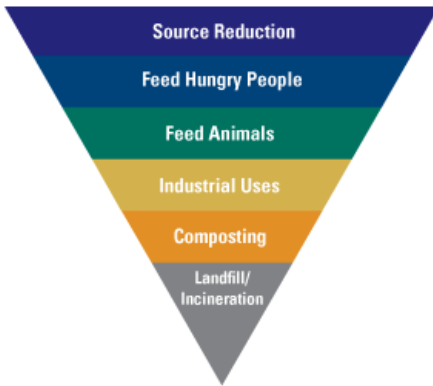 Source Reduction
Feed Hungry People
Feed Animals
Industrial Uses
Composting
Landfill/
Incineration